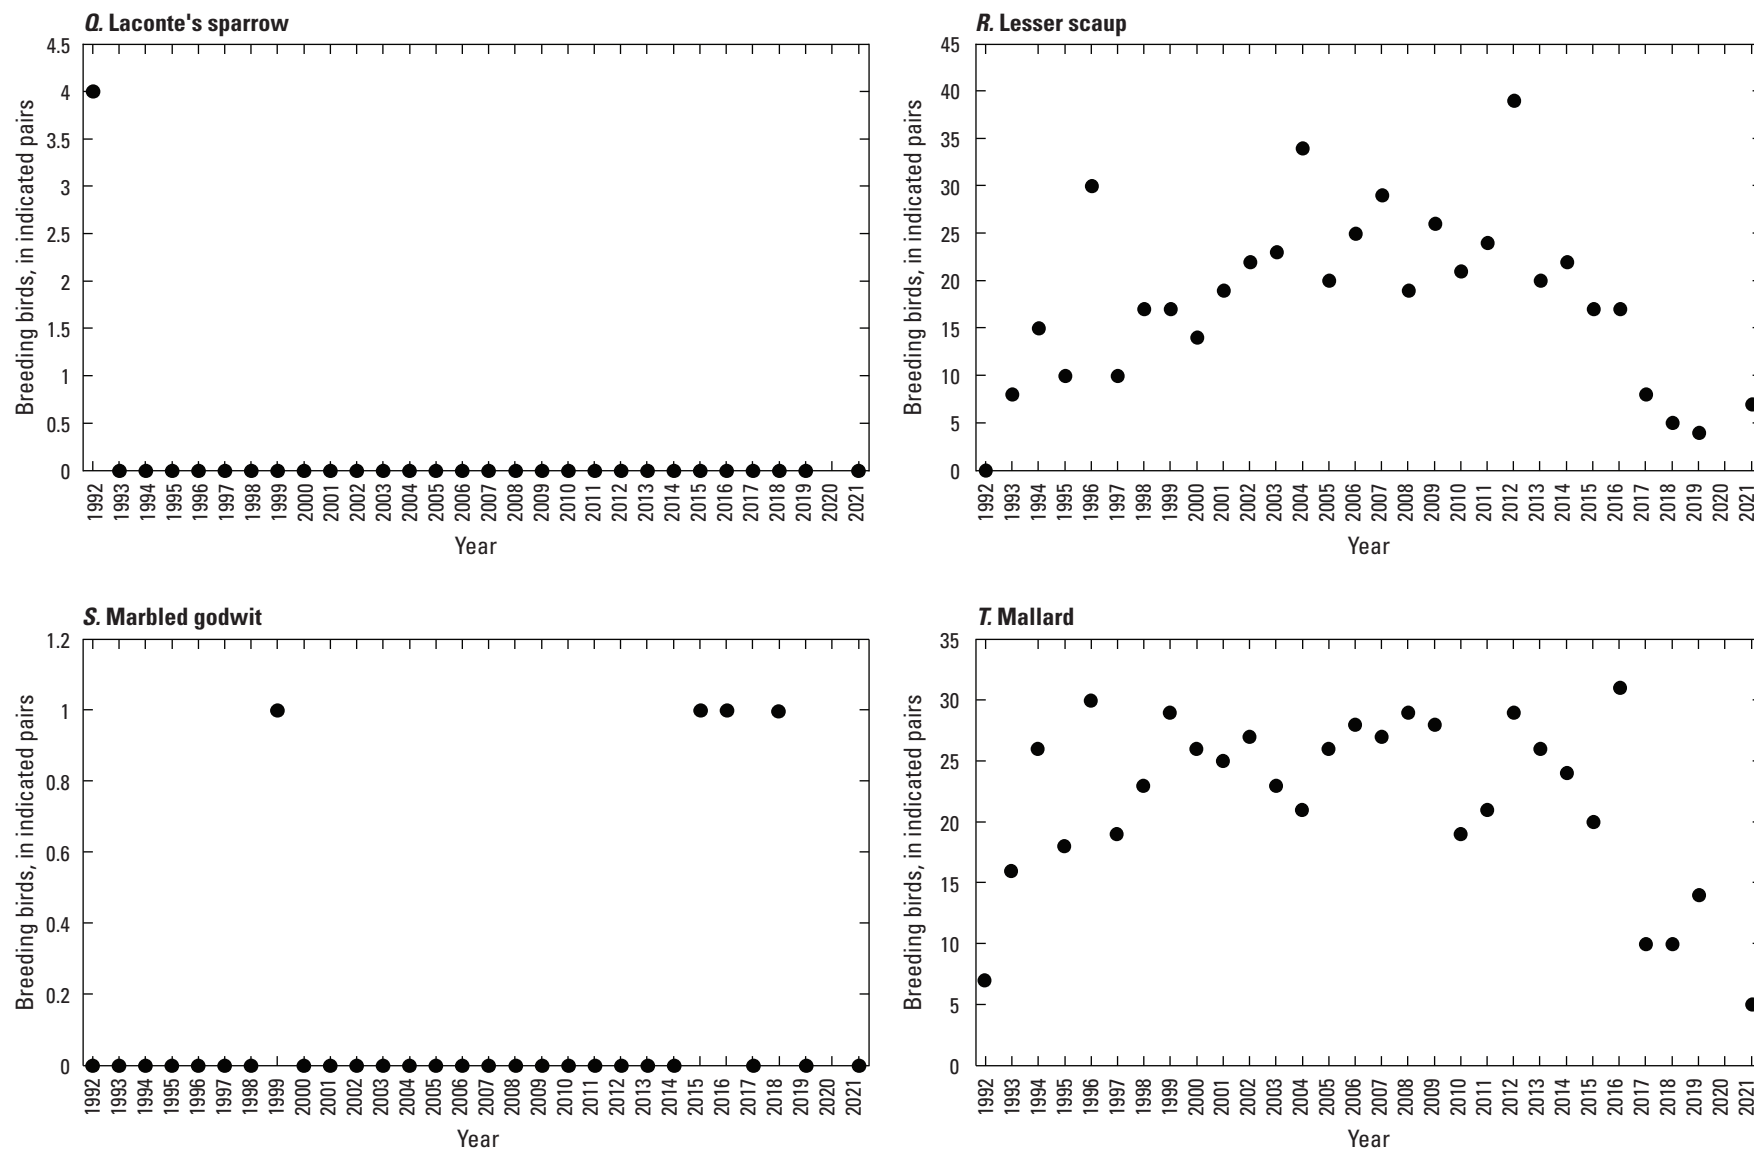 Q. Laconte's sparrow
4.5
4
3.5
3
2.5
2
1.5
1
0.5
0
Breeding birds, in indicated pairs
1992 1993 1994 1995 1996 1997 1998 1999 2000 2001 2002 2003 2004 2005 2006 2007 2008 2009 2010 2011 2012 2013 2014 2015 2016 2017 2018 2019 2020 2021
Year
R. Lesser scaup
45
40
35
30
25
20
15
10
5
0
Breeding birds, in indicated pairs
1992 1993 1994 1995 1996 1997 1998 1999 2000 2001 2002 2003 2004 2005 2006 2007 2008 2009 2010 2011 2012 2013 2014 2015 2016 2017 2018 2019 2020 2021
Year
S. Marbled godwit
1.2
1
0.8
0.6
0.4
0.2
0
Breeding birds, in indicated pairs
1992 1993 1994 1995 1996 1997 1998 1999 2000 2001 2002 2003 2004 2005 2006 2007 2008 2009 2010 2011 2012 2013 2014 2015 2016 2017 2018 2019 2020 2021
Year
T. Mallard
35
30
25
20
15
10
5
0
Breeding birds, in indicated pairs
1992 1993 1994 1995 1996 1997 1998 1999 2000 2001 2002 2003 2004 2005 2006 2007 2008 2009 2010 2011 2012 2013 2014 2015 2016 2017 2018 2019 2020 2021
Year